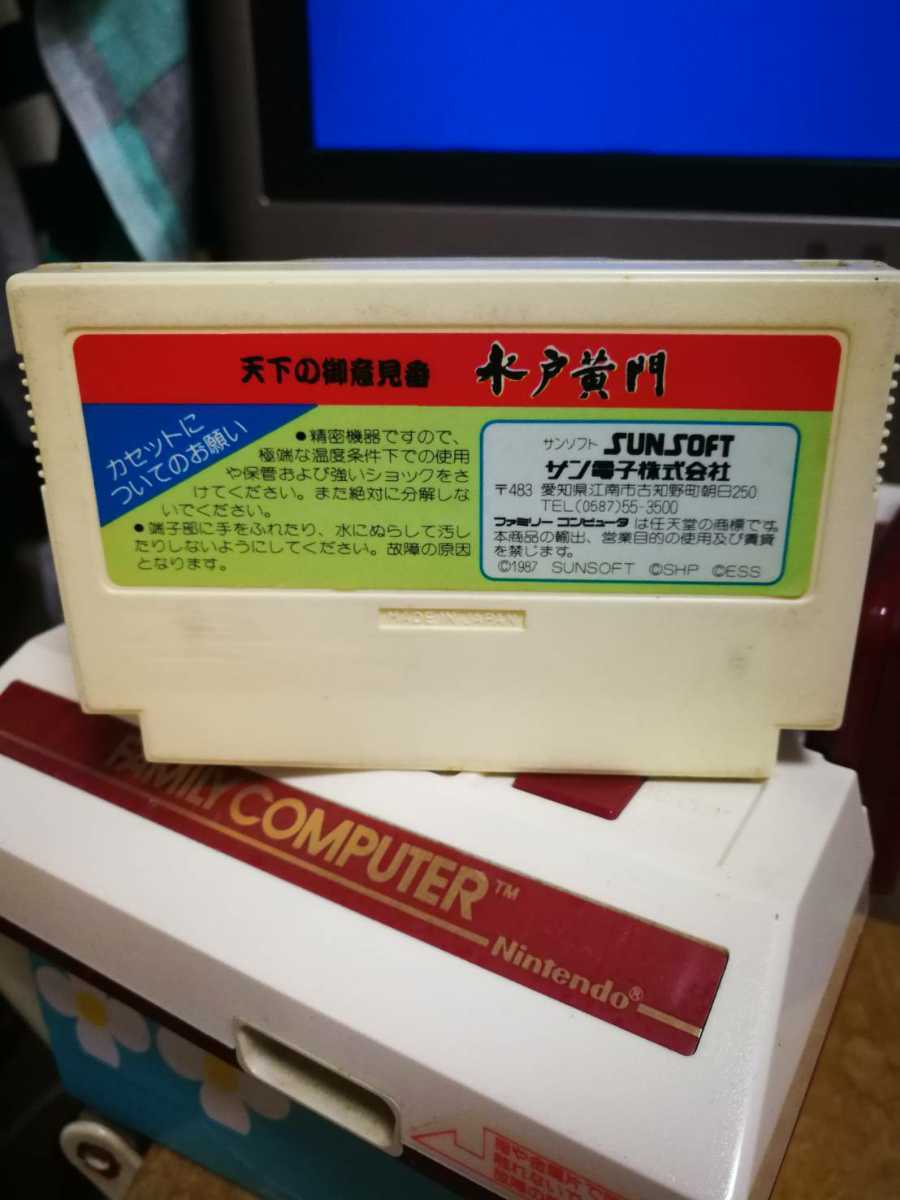 天下の御意見番 水戸黄門
カセットに
ついてのお願い
●精密機器ですので、
極端な温度条件下での使用
や保管および強いショックをさ
けてください。また絶対に分解しな
いでください。
●端子部に手をふれたり、水にぬらして汚し
たりしないようにしてください。故障の原因
となります。
サンソフト SUNSOFT
サン電子株式会社
〒483 愛知県江南市古知野町朝日250
TEL(0587)55-3500
ファミリーコンピュータは任天堂の商標です。
本商品の輸出、営業目的の使用及び賃貸
を禁じます。
©1987 SUNSOFT ©SHP ©ESS
MADE IN JAPAN
FAMILY COMPUTER™
Nintendo®